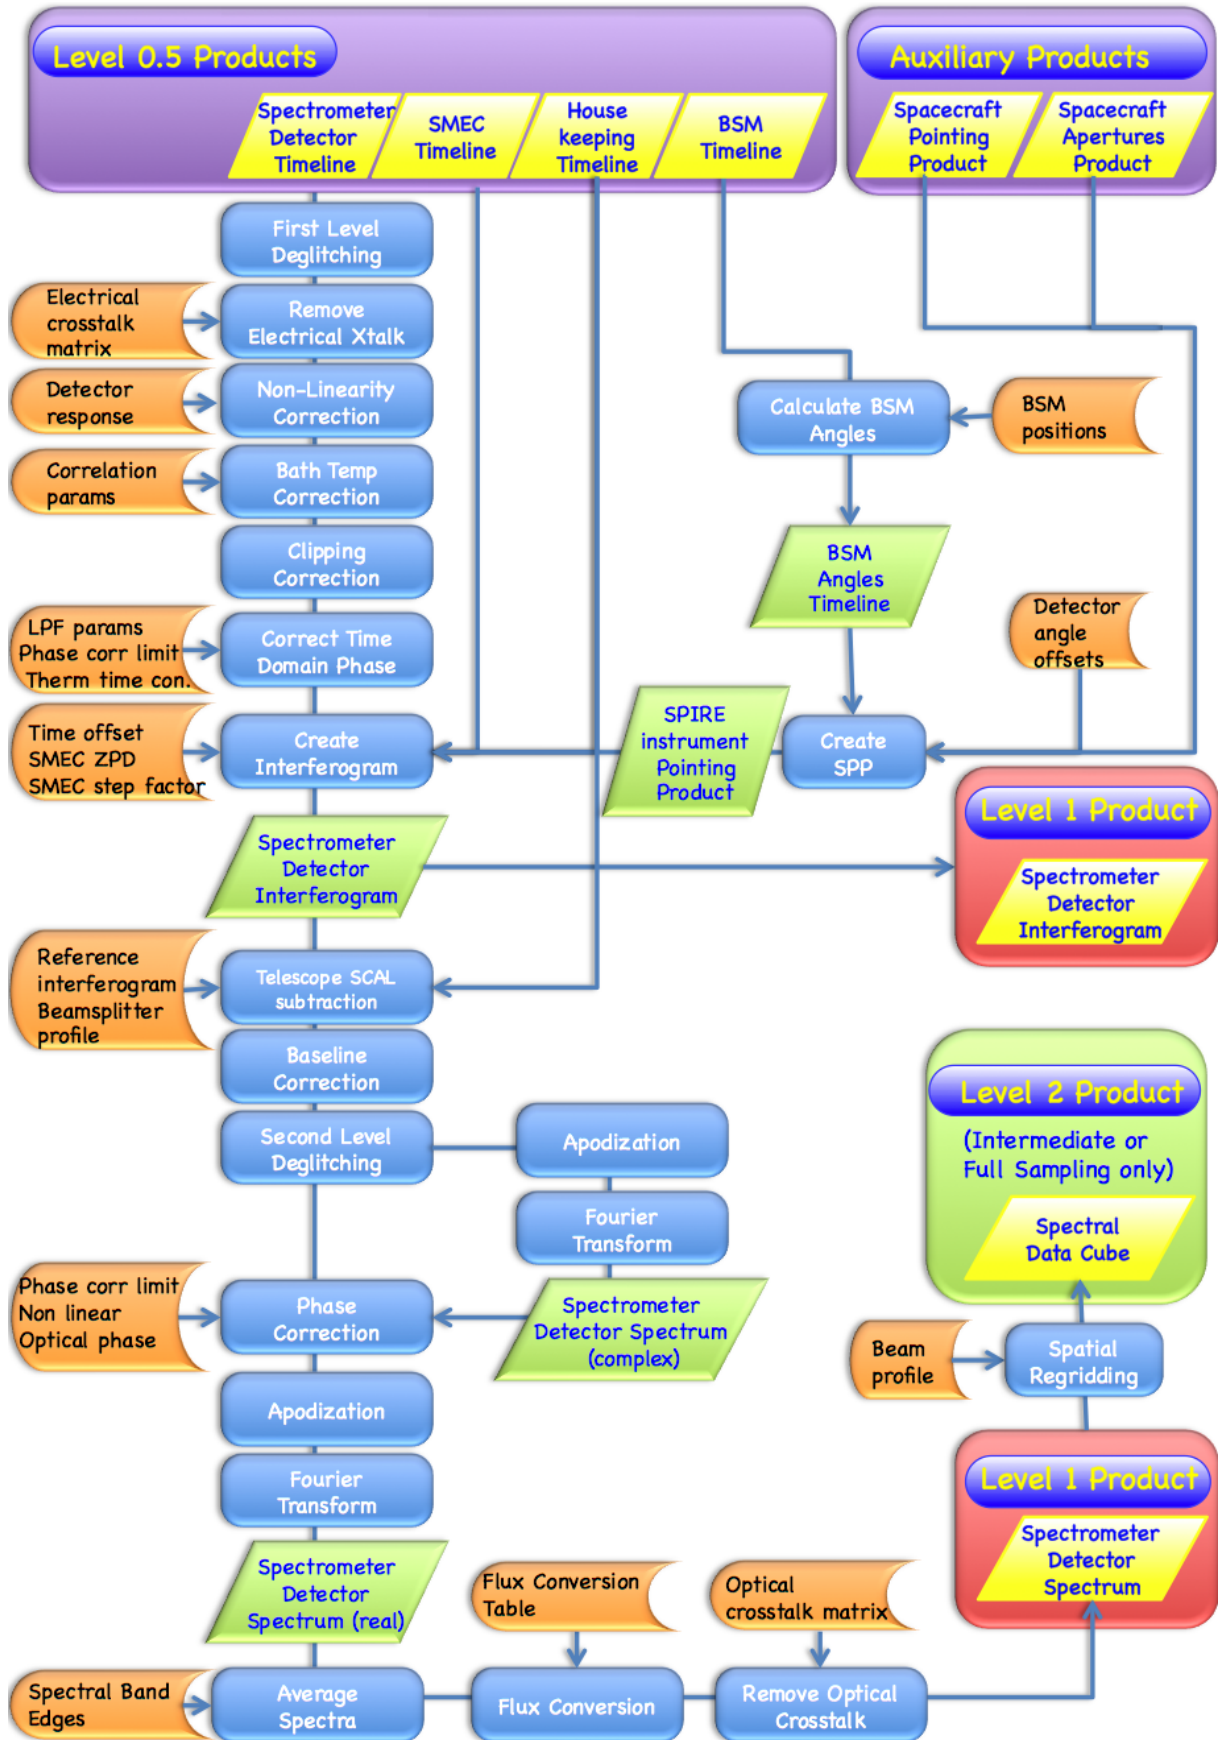 Level 0.5 Products
Auxiliary Products
Spectrometer
Detector
Timeline
SMEC
Timeline
House
keeping
Timeline
BSM
Timeline
Spacecraft
Pointing
Product
Spacecraft
Apertures
Product
First Level
Deglitching
Electrical
crosstalk
matrix
Remove
Electrical Xtalk
Detector
response
Non-Linearity
Correction
Calculate BSM
Angles
BSM
positions
Correlation
params
Bath Temp
Correction
Clipping
Correction
BSM
Angles
Timeline
LPF params
Phase corr limit
Therm time con.
Correct Time
Domain Phase
Detector
angle
offsets
Time offset
SMEC ZPD
SMEC step factor
Create
Interferogram
SPIRE
instrument
Pointing
Product
Create
SPP
Level 1 Product
Spectrometer
Detector
Interferogram
Spectrometer
Detector
Interferogram
Reference
interferogram
Beamsplitter
profile
Telescope SCAL
subtraction
Baseline
Correction
Level 2 Product
(Intermediate or
Full Sampling only)
Spectral
Data Cube
Second Level
Deglitching
Apodization
Fourier
Transform
Phase corr limit
Non linear
Optical phase
Phase
Correction
Spectrometer
Detector Spectrum
(complex)
Beam
profile
Spatial
Regridding
Apodization
Fourier
Transform
Level 1 Product
Spectrometer
Detector
Spectrum
Spectrometer
Detector
Spectrum (real)
Flux Conversion
Table
Optical
crosstalk matrix
Spectral Band
Edges
Average
Spectra
Flux Conversion
Remove Optical
Crosstalk